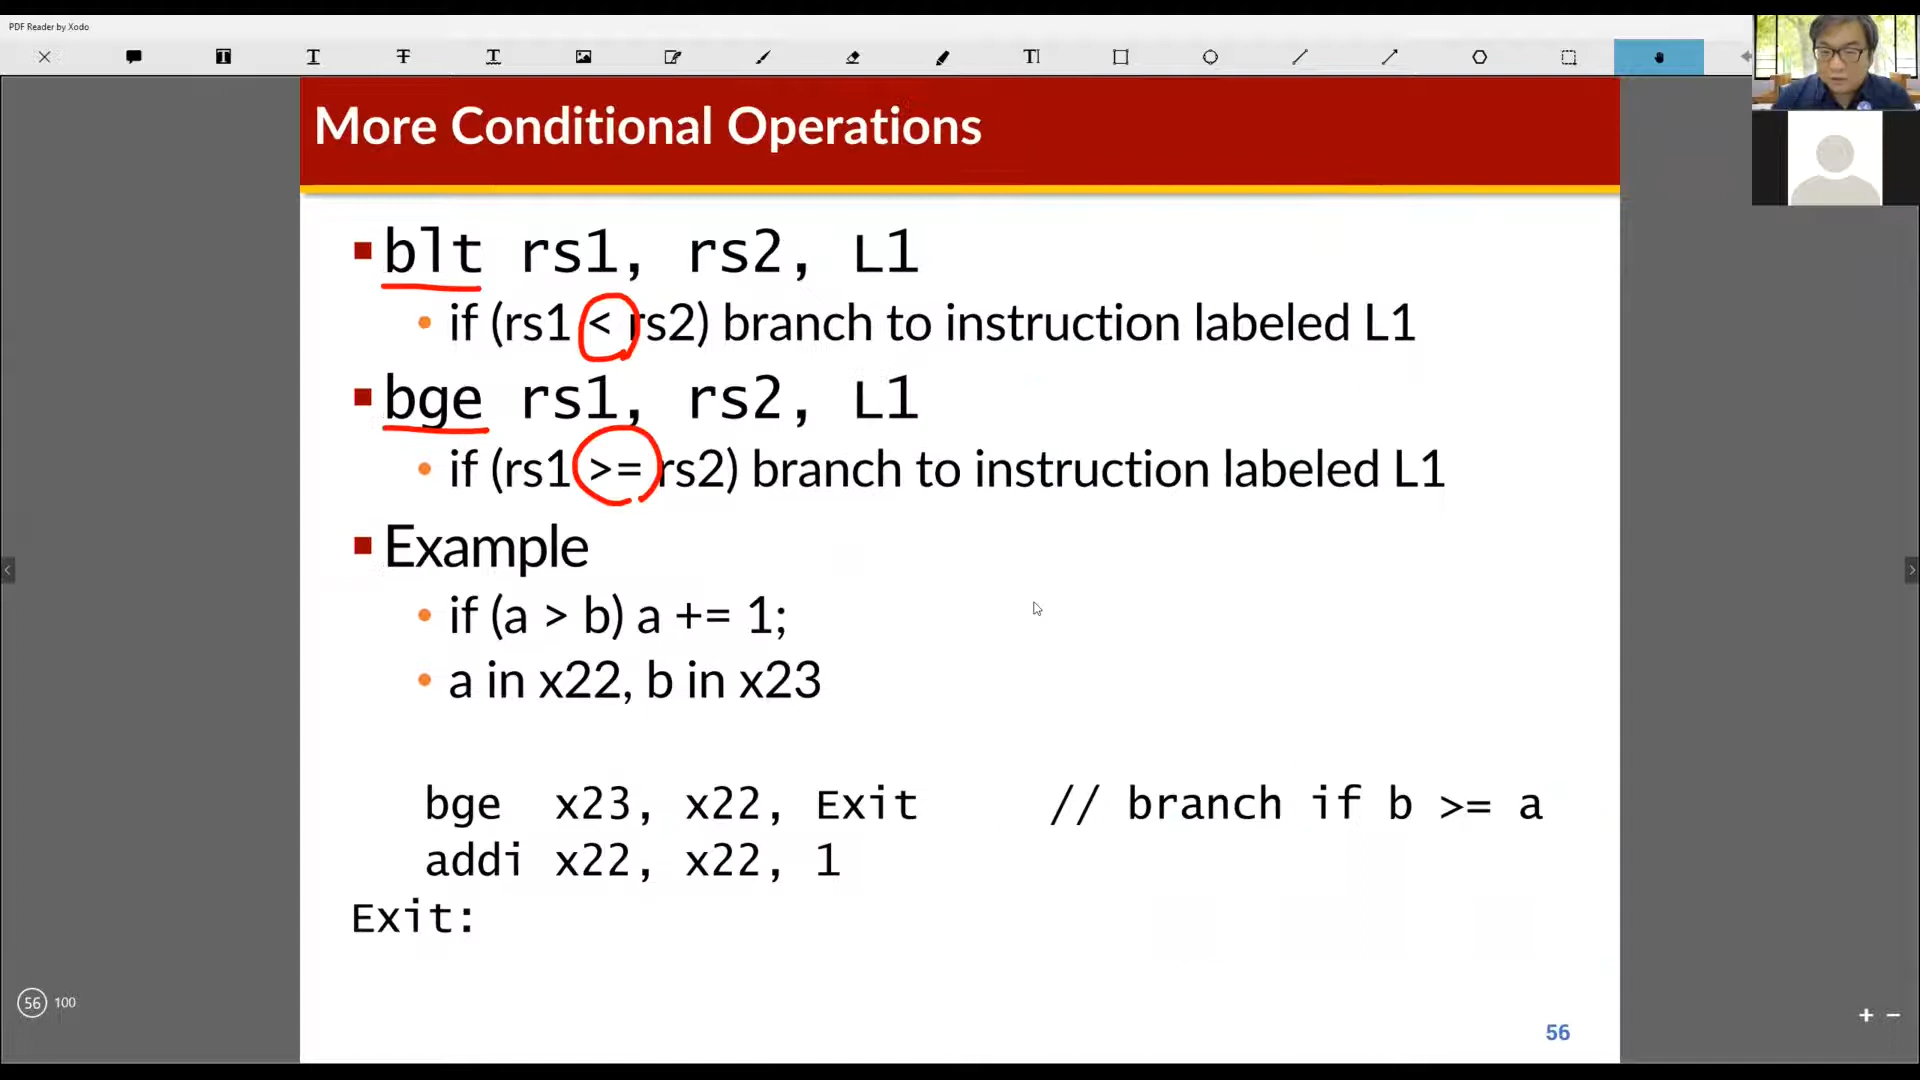 PDF Reader by Xodo
More Conditional Operations
blt rs1, rs2, L1
if (rs1 < rs2) branch to instruction labeled L1
bge rs1, rs2, L1
if (rs1 >= rs2) branch to instruction labeled L1
Example
if (a > b) a += 1;
a in x22, b in x23
bge x23, x22, Exit // branch if b >= a
addi x22, x22, 1
Exit:
56 100
56